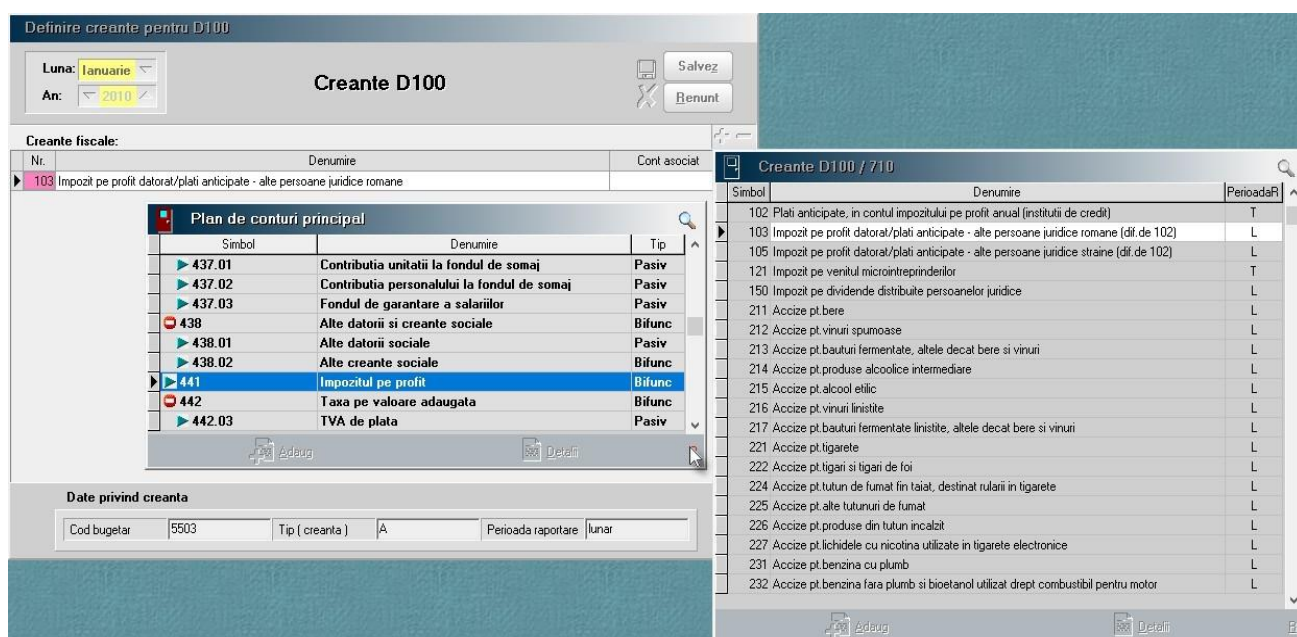 Definire creante pentru D100
Luna: Ianuarie
An: 2010
Creante D100
Salvez
Renunt
Creante fiscale:
Nr. Denumire Cont asociat
103 Impozit pe profit datorat/plati anticipate - alte persoane juridice romane
Plan de conturi principal
Simbol Denumire Tip
437.01 Contributia unitatii la fondul de somaj Pasiv
437.02 Contributia personalului la fondul de somaj Pasiv
437.03 Fondul de garantare a salariilor Pasiv
438 Alte datorii si creante sociale Bifunc
438.01 Alte datorii sociale Pasiv
438.02 Alte creante sociale Bifunc
441 Impozitul pe profit Bifunc
442 Taxa pe valoare adaugata Bifunc
442.03 TVA de plata Pasiv
Adaug Detalii
Date privind creanta
Cod bugetar 5503 Tip ( creanta ) A Perioada raportare lunar
Creante D100 / 710
Simbol Denumire PerioadaR
102 Plati anticipate, in contul impozitului pe profit anual (institutii de credit) T
103 Impozit pe profit datorat/plati anticipate - alte persoane juridice romane (dif.de 102) L
105 Impozit pe profit datorat/plati anticipate - alte persoane juridice straine (dif.de 102) L
121 Impozit pe venitul microintreprinderilor T
150 Impozit pe dividende distribuite persoanelor juridice L
211 Accize pt.bere L
212 Accize pt.vinuri spumoase L
213 Accize pt.bauturi fermentate, altele decat bere si vinuri L
214 Accize pt.produse alcoolice intermediare L
215 Accize pt.alcool etilic L
216 Accize pt.vinuri linistite L
217 Accize pt.bauturi fermentate linistite, altele decat bere si vinuri L
221 Accize pt.tigarete L
222 Accize pt.tigari si tigari de foi L
224 Accize pt.tutun de fumat fin taiat, destinat rularii in tigarete L
225 Accize pt.alte tutunuri de fumat L
226 Accize pt.produse din tutun incalzit L
227 Accize pt.lichidele cu nicotina utilizate in tigarete electronice L
231 Accize pt.benzina cu plumb L
232 Accize pt.benzina fara plumb si bioetanol utilizat drept combustibil pentru motor L
Adaug Detalii